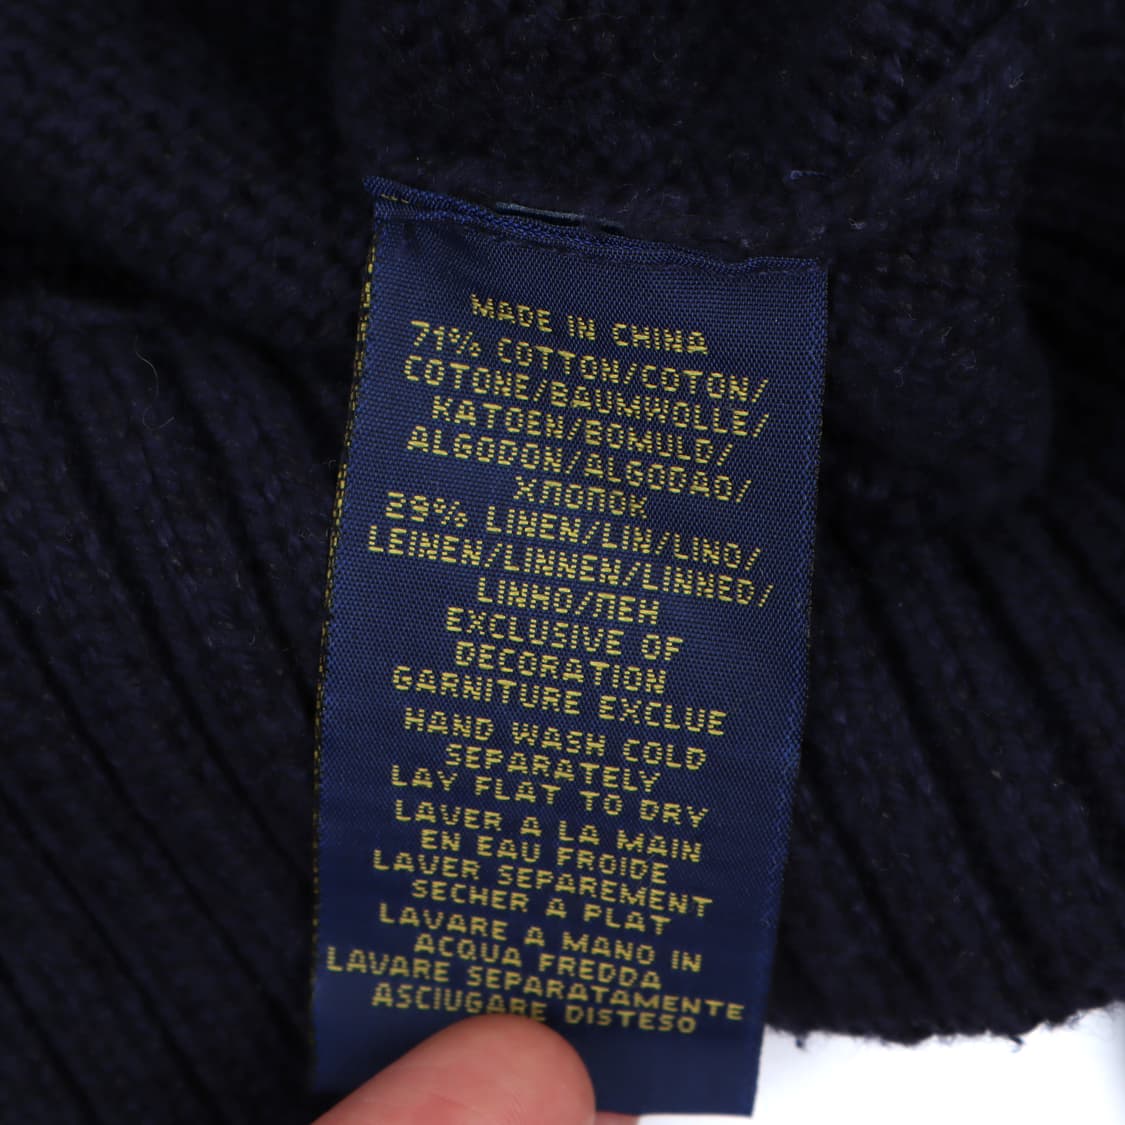 MADE IN CHINA
71% COTTON/COTON/
COTONE/BAUMWOLLE/
KATOEN/BOMULD/
ALGODON/ALGODAO/
ХЛОПОК
29% LINEN/LIN/LINO/
LEINEN/LINNEN/LINNED/
LINHO/ЛЕН
EXCLUSIVE OF
DECORATION
GARNITURE EXCLUE
HAND WASH COLD
SEPARATELY
LAY FLAT TO DRY
LAVER A LA MAIN
EN EAU FROIDE
LAVER SEPAREMENT
SECHER A PLAT
LAVARE A MANO IN
ACQUA FREDDA
LAVARE SEPARATAMENTE
ASCIUGARE DISTESO